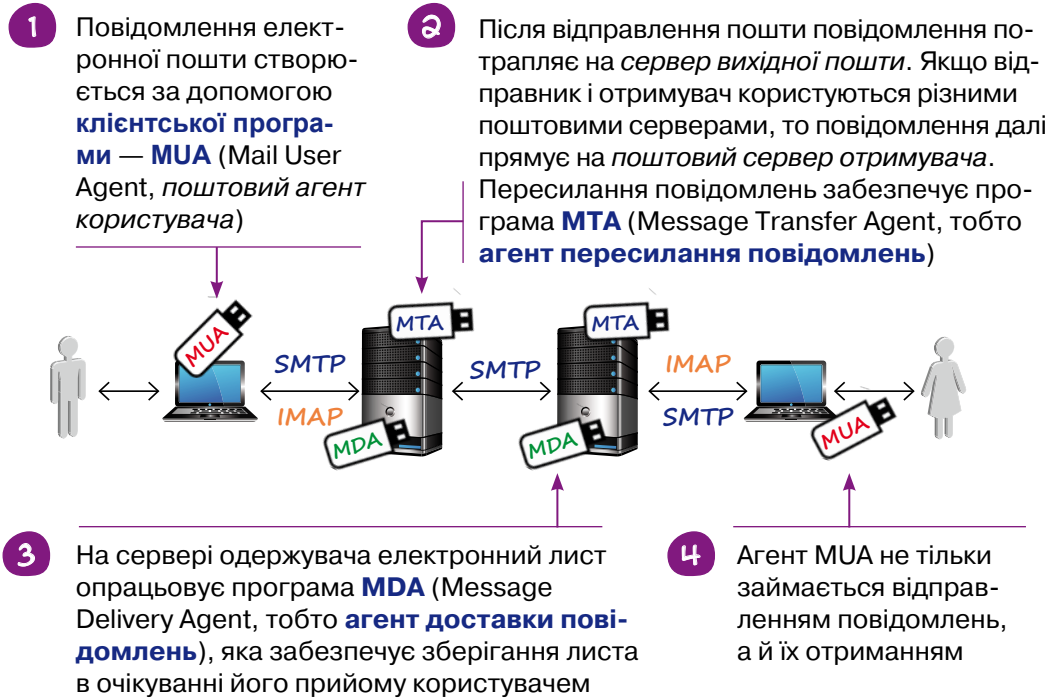 1
Повідомлення елект-
ронної пошти створю-
ється за допомогою
клієнтської програ-
ми — MUA (Mail User
Agent, поштовий агент
користувача)
2
Після відправлення пошти повідомлення по-
трапляє на сервер вихідної пошти. Якщо від-
правник і отримувач користуються різними
поштовими серверами, то повідомлення далі
прямує на поштовий сервер отримувача.
Пересилання повідомлень забезпечує про-
грама MTA (Message Transfer Agent, тобто
агент пересилання повідомлень)
MUA
SMTP
IMAP
MTA
MDA
SMTP
MTA
MDA
IMAP
SMTP
MUA
3
На сервері одержувача електронний лист
опрацьовує програма MDA (Message
Delivery Agent, тобто агент доставки пові-
домлень), яка забезпечує зберігання листа
в очікуванні його прийому користувачем
4
Агент MUA не тільки
займається відправ-
ленням повідомлень,
а й їх отриманням